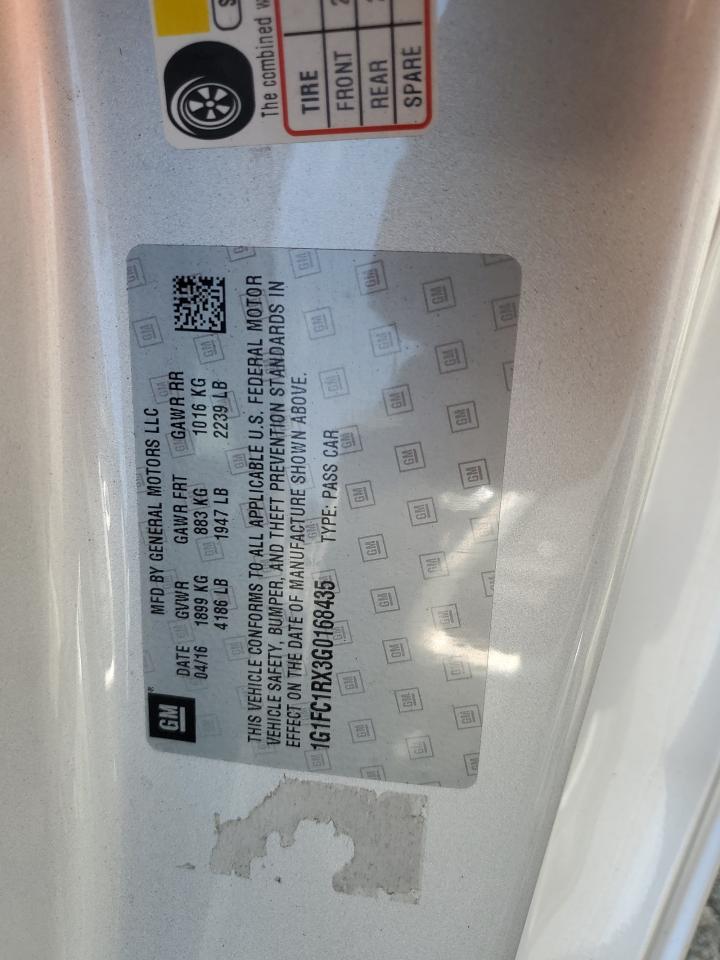 The combined
TIRE
FRONT 2
REAR
SPARE
GM
MFD BY GENERAL MOTORS LLC
DATE GVWR GAWR FRT GAWR RR
04/16 1899 KG 883 KG 1016 KG
4186 LB 1947 LB 2239 LB
THIS VEHICLE CONFORMS TO ALL APPLICABLE U.S. FEDERAL MOTOR
VEHICLE SAFETY, BUMPER, AND THEFT PREVENTION STANDARDS IN
EFFECT ON THE DATE OF MANUFACTURE SHOWN ABOVE.
1G1FC1RX3G0168435 TYPE: PASS CAR